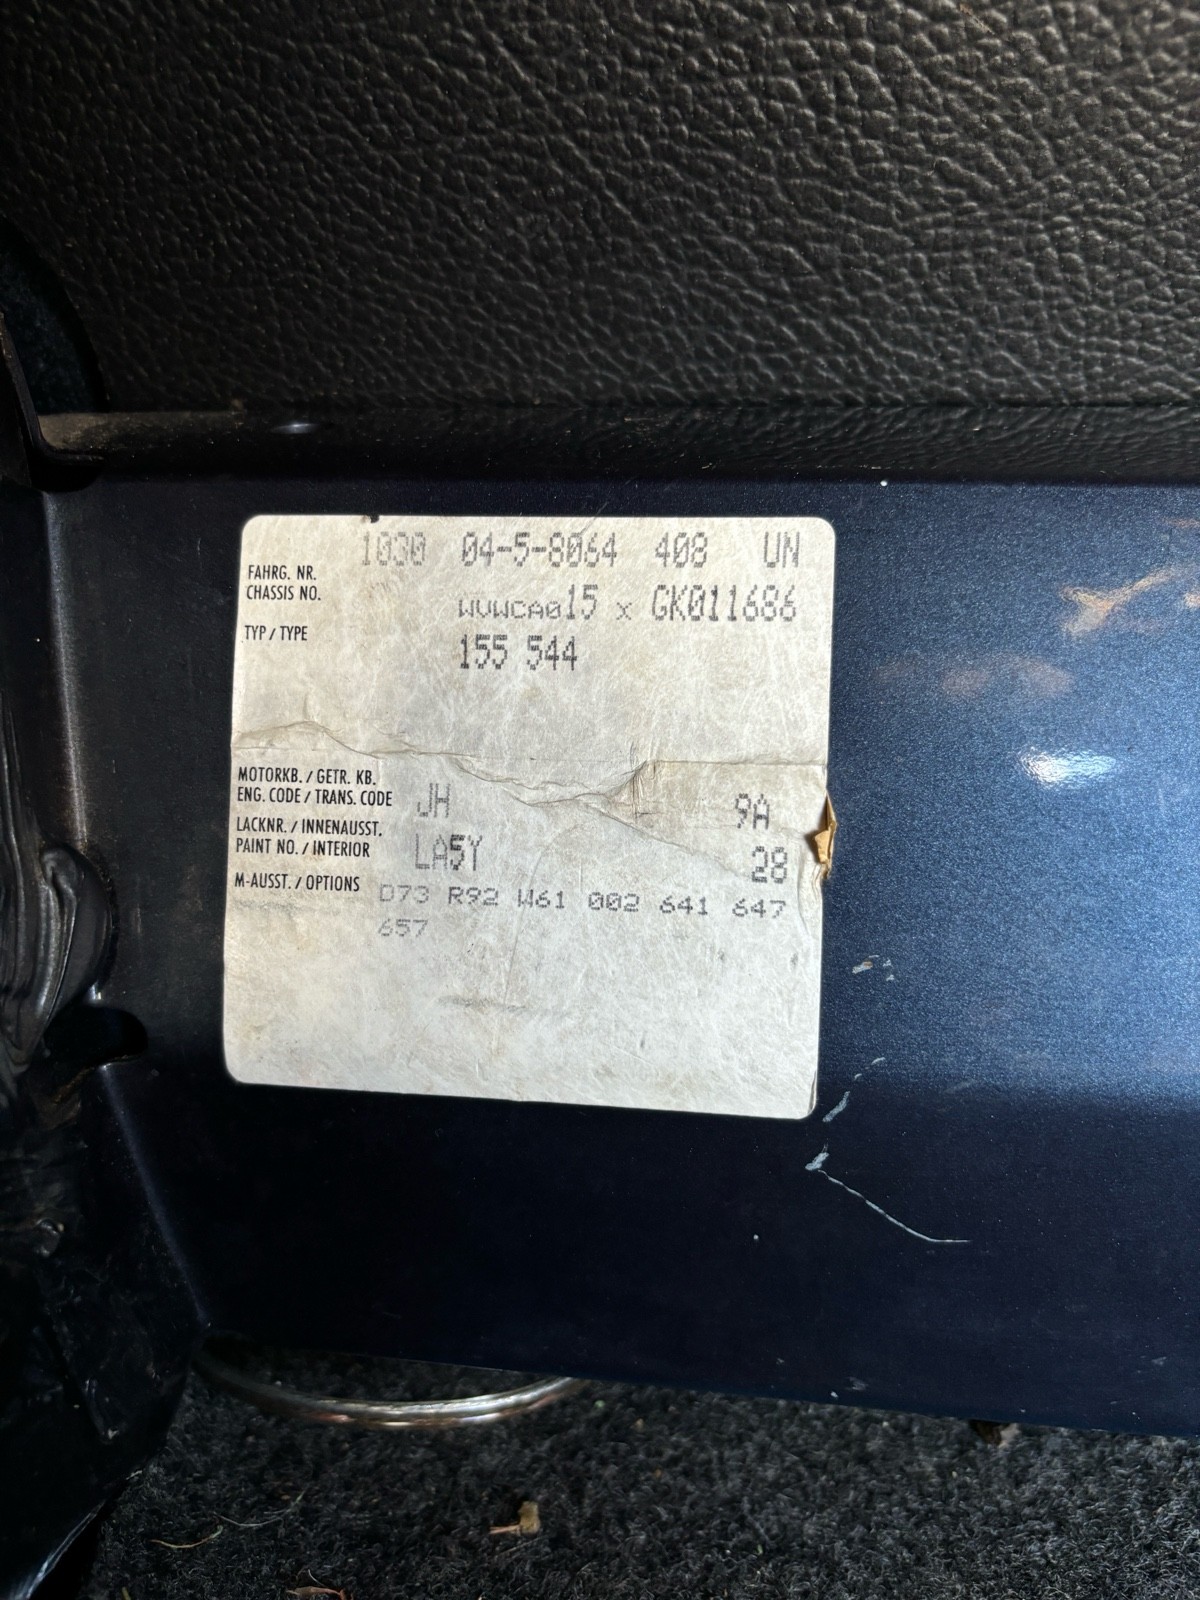 1030 04-5-8064 408 UN
FAHRG. NR.
CHASSIS NO.
WVWCA015 x GK011686
TYP / TYPE
155 544
MOTORKB. / GETR. KB.
ENG. CODE / TRANS. CODE
JH 9A
LACKNR. / INNENAUSST.
PAINT NO. / INTERIOR
LA5Y 28
M-AUSST. / OPTIONS
D73 R92 W61 002 641 647
657